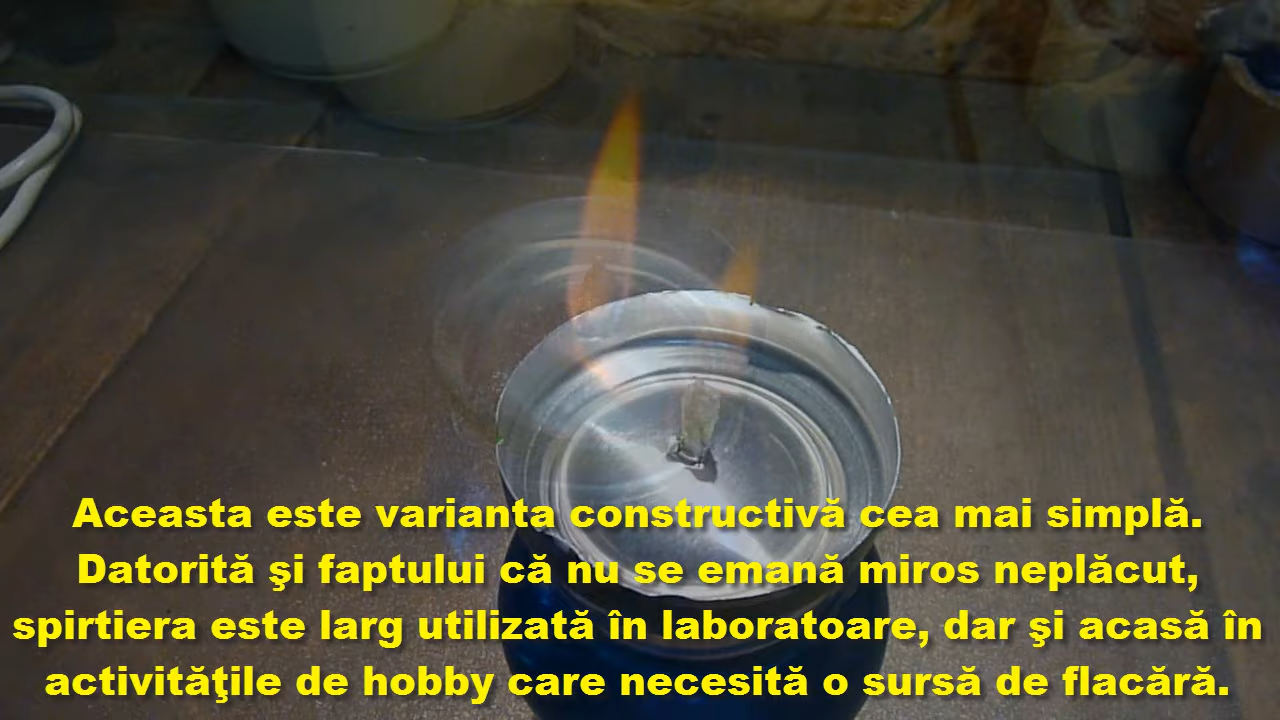 Aceasta este varianta constructivă cea mai simplă.
Datorită şi faptului că nu se emană miros neplăcut,
spirtiera este larg utilizată în laboratoare, dar şi acasă în
activităţile de hobby care necesită o sursă de flacără.